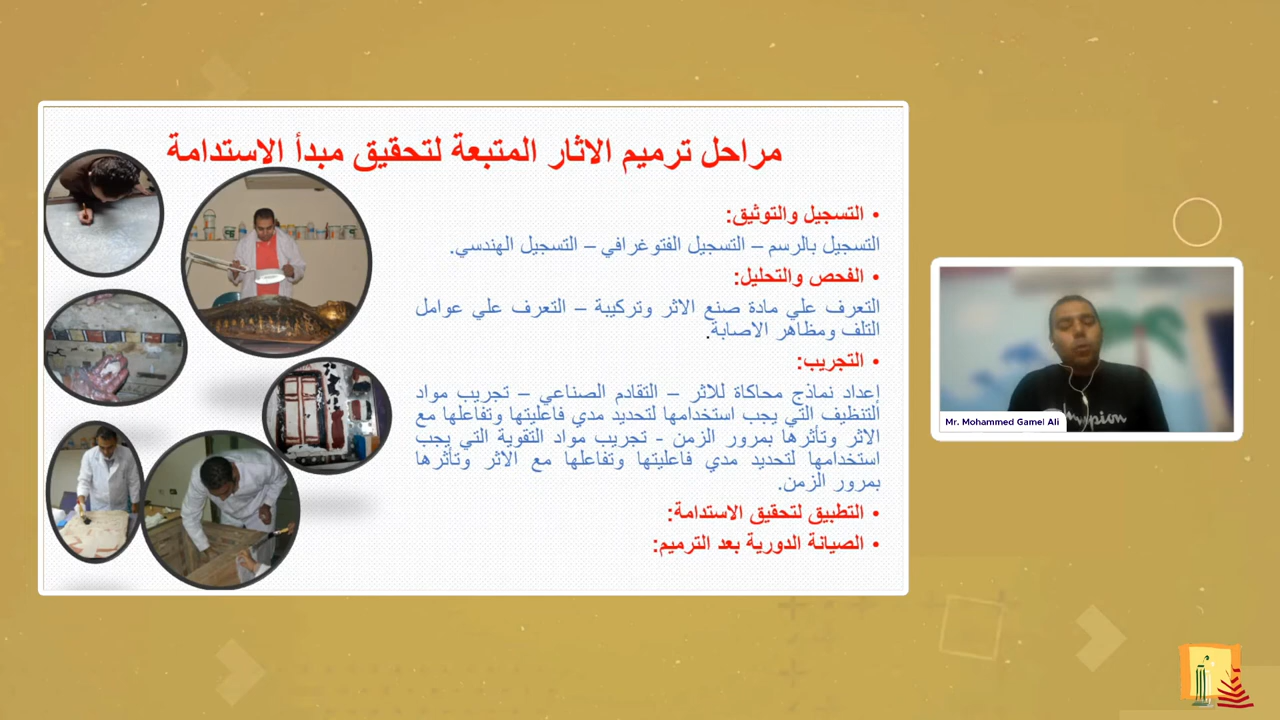 مراحل ترميم الاثار المتبعة لتحقيق مبدأ الاستدامة
• التسجيل والتوثيق:
التسجيل بالرسم – التسجيل الفتوغرافي – التسجيل الهندسي.
• الفحص والتحليل:
التعرف علي مادة صنع الاثر وتركيبة – التعرف علي عوامل
التلف ومظاهر الاصابة.
• التجريب:
إعداد نماذج محاكاة للاثر – التقادم الصناعي – تجريب مواد
التنظيف التي يجب استخدامها لتحديد مدي فاعليتها وتفاعلها مع
الاثر وتأثرها بمرور الزمن - تجريب مواد التقوية التي يجب
استخدامها لتحديد مدي فاعليتها وتفاعلها مع الاثر وتأثرها
بمرور الزمن.
• التطبيق لتحقيق الاستدامة:
• الصيانة الدورية بعد الترميم:
Mr. Mohammed Gamel Ali